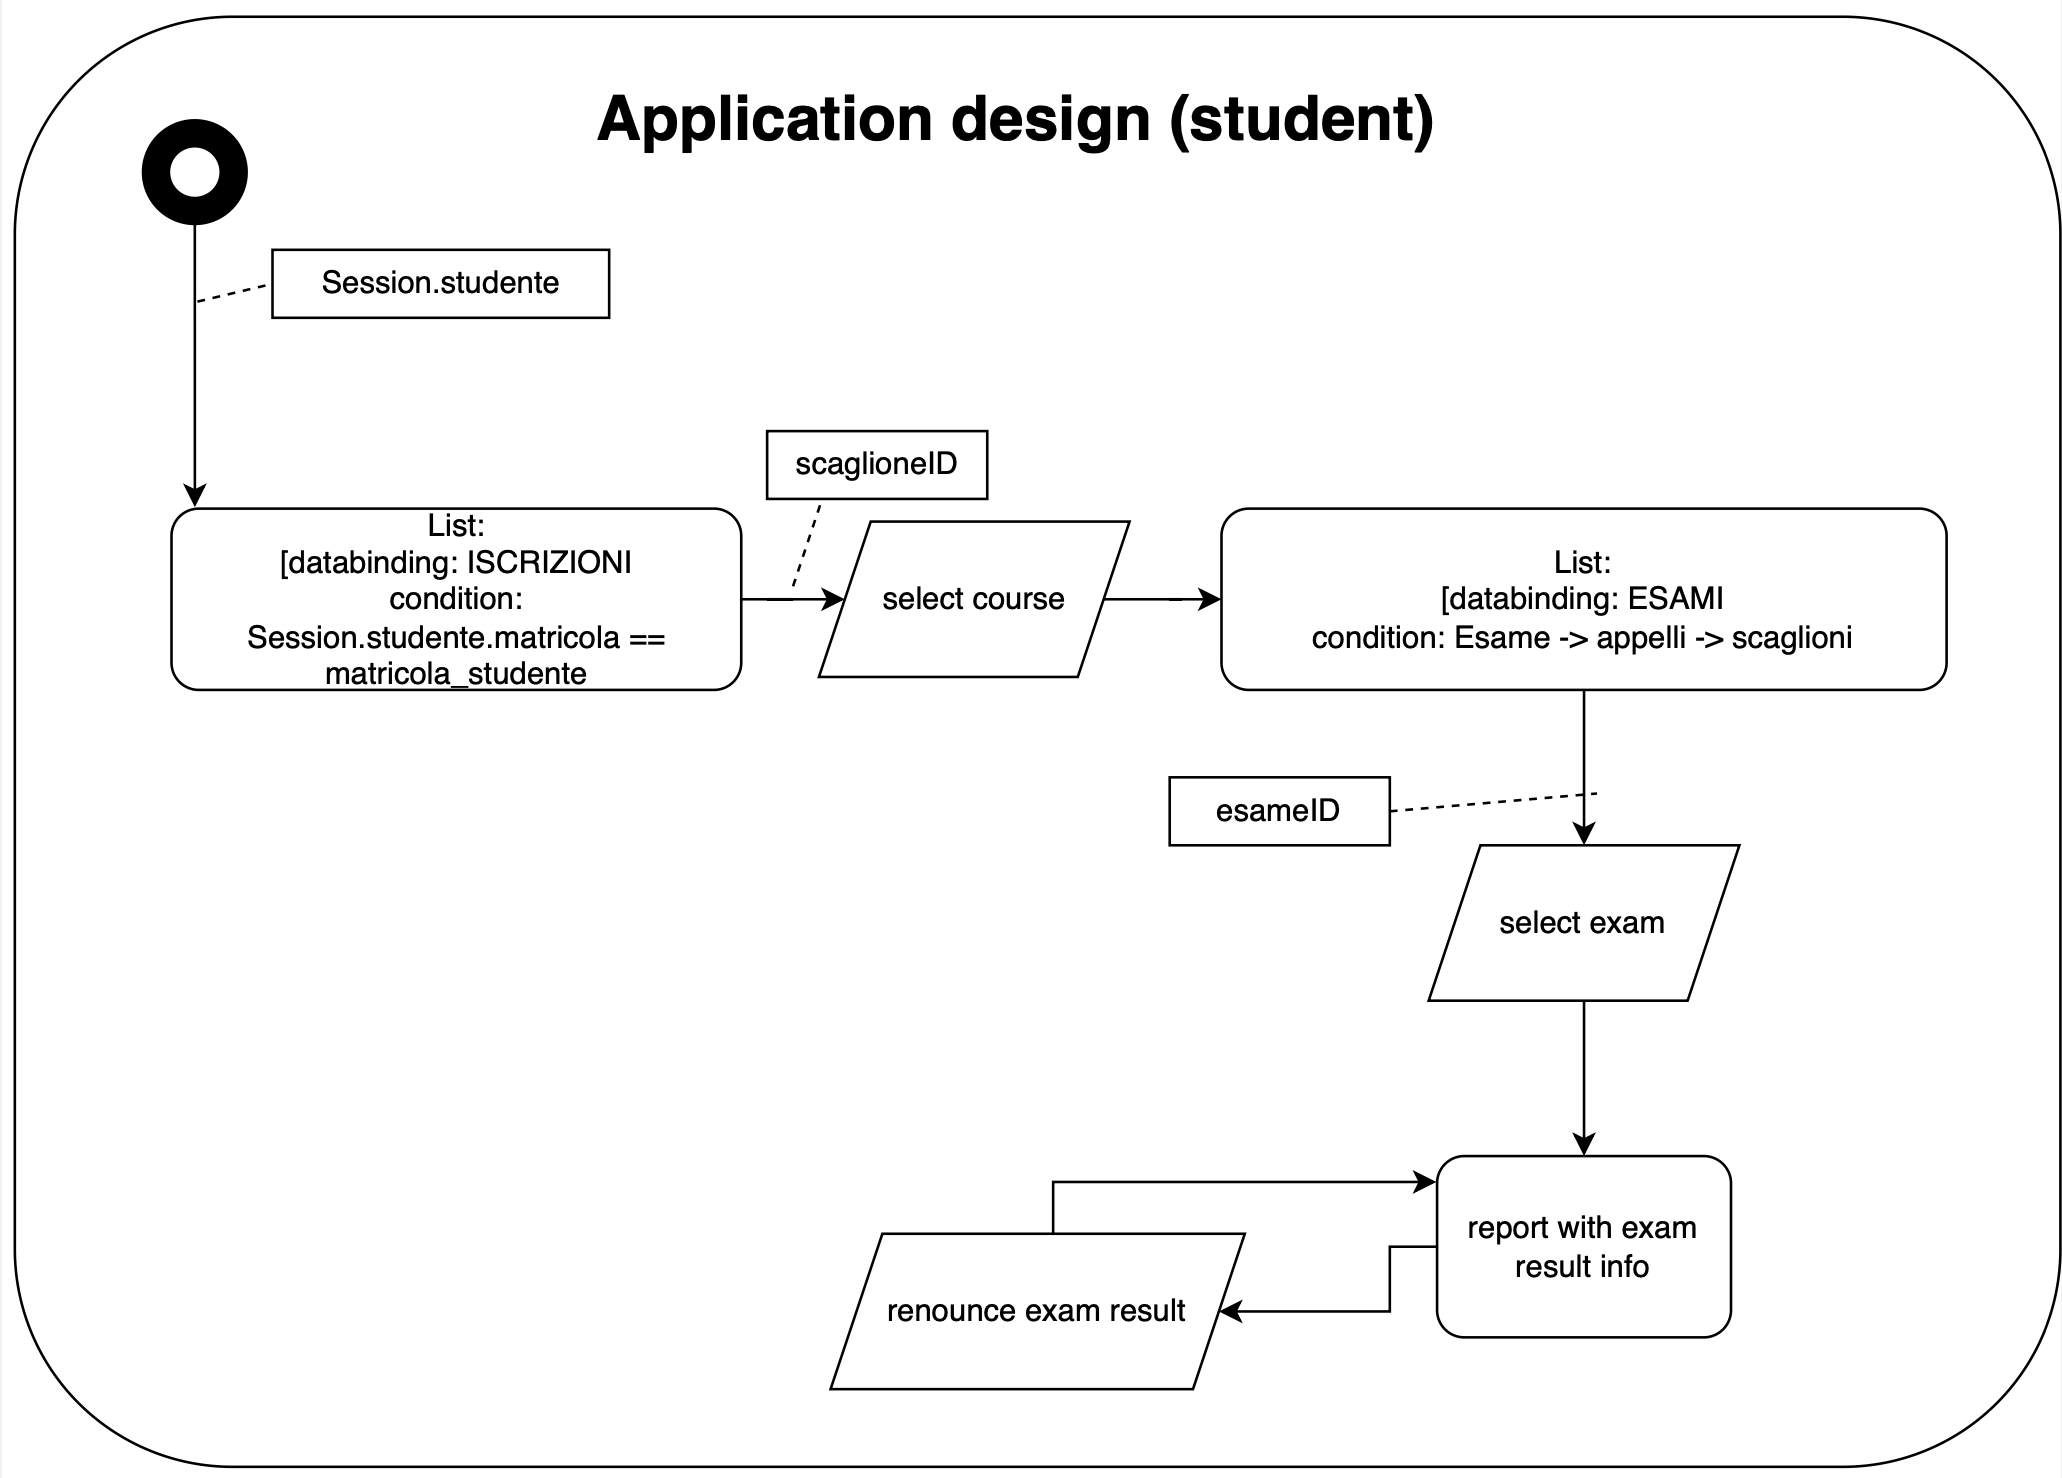 Application design (student)
Session.studente
scaglioneID
List:
[databinding: ISCRIZIONI
condition:
Session.studente.matricola ==
matricola_studente
select course
List:
[databinding: ESAMI
condition: Esame -> appelli -> scaglioni
esameID
select exam
report with exam
result info
renounce exam result